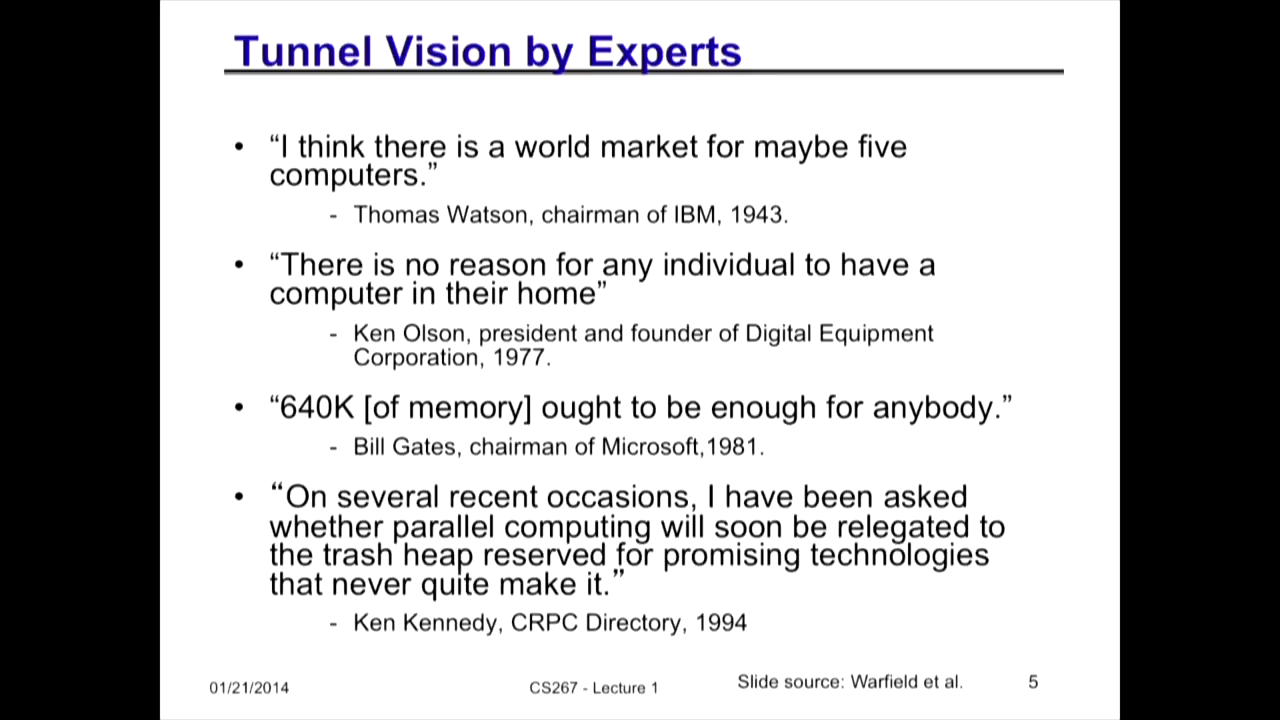 Tunnel Vision by Experts
• “I think there is a world market for maybe five
computers.”
- Thomas Watson, chairman of IBM, 1943.
• “There is no reason for any individual to have a
computer in their home”
- Ken Olson, president and founder of Digital Equipment
Corporation, 1977.
• “640K [of memory] ought to be enough for anybody.”
- Bill Gates, chairman of Microsoft,1981.
• “On several recent occasions, I have been asked
whether parallel computing will soon be relegated to
the trash heap reserved for promising technologies
that never quite make it.”
- Ken Kennedy, CRPC Directory, 1994
01/21/2014 CS267 - Lecture 1 Slide source: Warfield et al. 5